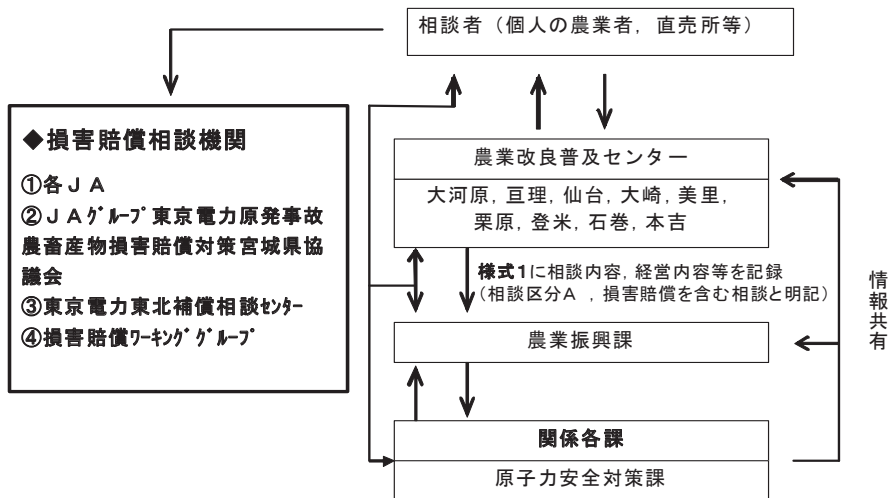 相談者（個人の農業者，直売所等）
◆損害賠償相談機関
①各ＪＡ
②ＪＡｸﾞﾙｰﾌﾟ東京電力原発事故
農畜産物損害賠償対策宮城県協
議会
③東京電力東北補償相談ｾﾝﾀｰ
④損害賠償ﾜｰｷﾝｸﾞｸﾞﾙｰﾌﾟ
農業改良普及センター
大河原，亘理，仙台，大崎，美里，
栗原，登米，石巻，本吉
様式1に相談内容，経営内容等を記録
（相談区分Ａ ，損害賠償を含む相談と明記）
農業振興課
関係各課
原子力安全対策課
情報共有